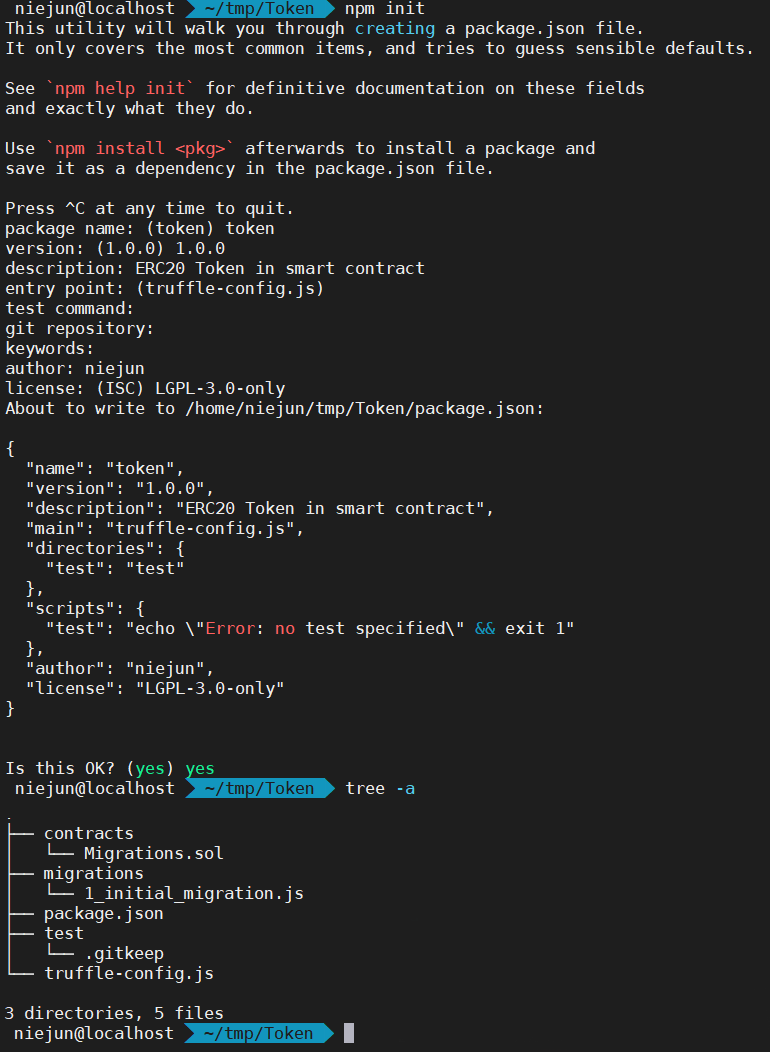 niejun@localhost ~/tmp/Token npm init
This utility will walk you through creating a package.json file.
It only covers the most common items, and tries to guess sensible defaults.
See `npm help init` for definitive documentation on these fields
and exactly what they do.
Use `npm install <pkg>` afterwards to install a package and
save it as a dependency in the package.json file.
Press ^C at any time to quit.
package name: (token) token
version: (1.0.0) 1.0.0
description: ERC20 Token in smart contract
entry point: (truffle-config.js)
test command:
git repository:
keywords:
author: niejun
license: (ISC) LGPL-3.0-only
About to write to /home/niejun/tmp/Token/package.json:
{
  "name": "token",
  "version": "1.0.0",
  "description": "ERC20 Token in smart contract",
  "main": "truffle-config.js",
  "directories": {
    "test": "test"
  },
  "scripts": {
    "test": "echo \"Error: no test specified\" && exit 1"
  },
  "author": "niejun",
  "license": "LGPL-3.0-only"
}
Is this OK? (yes) yes
niejun@localhost ~/tmp/Token tree -a
.
├── contracts
│   └── Migrations.sol
├── migrations
│   └── 1_initial_migration.js
├── package.json
├── test
│   └── .gitkeep
└── truffle-config.js
3 directories, 5 files
niejun@localhost ~/tmp/Token